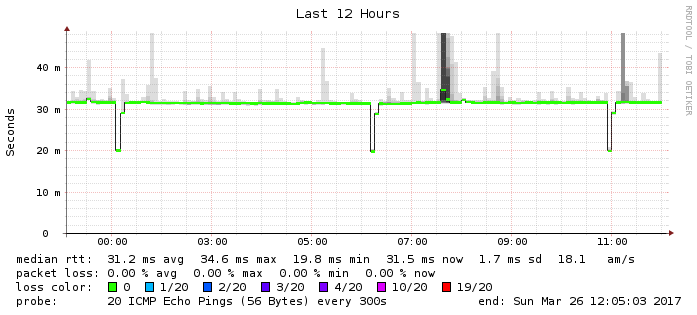 Last 12 Hours
RRDTOOL / TOBI OETIKER
Seconds
40 m
30 m
20 m
10 m
0
00:00 03:00 05:00 07:00 09:00 11:00
median rtt: 31.2 ms avg 34.6 ms max 19.8 ms min 31.5 ms now 1.7 ms sd 18.1 am/s
packet loss: 0.00 % avg 0.00 % max 0.00 % min 0.00 % now
loss color: 0 1/20 2/20 3/20 4/20 10/20 19/20
probe: 20 ICMP Echo Pings (56 Bytes) every 300s end: Sun Mar 26 12:05:03 2017